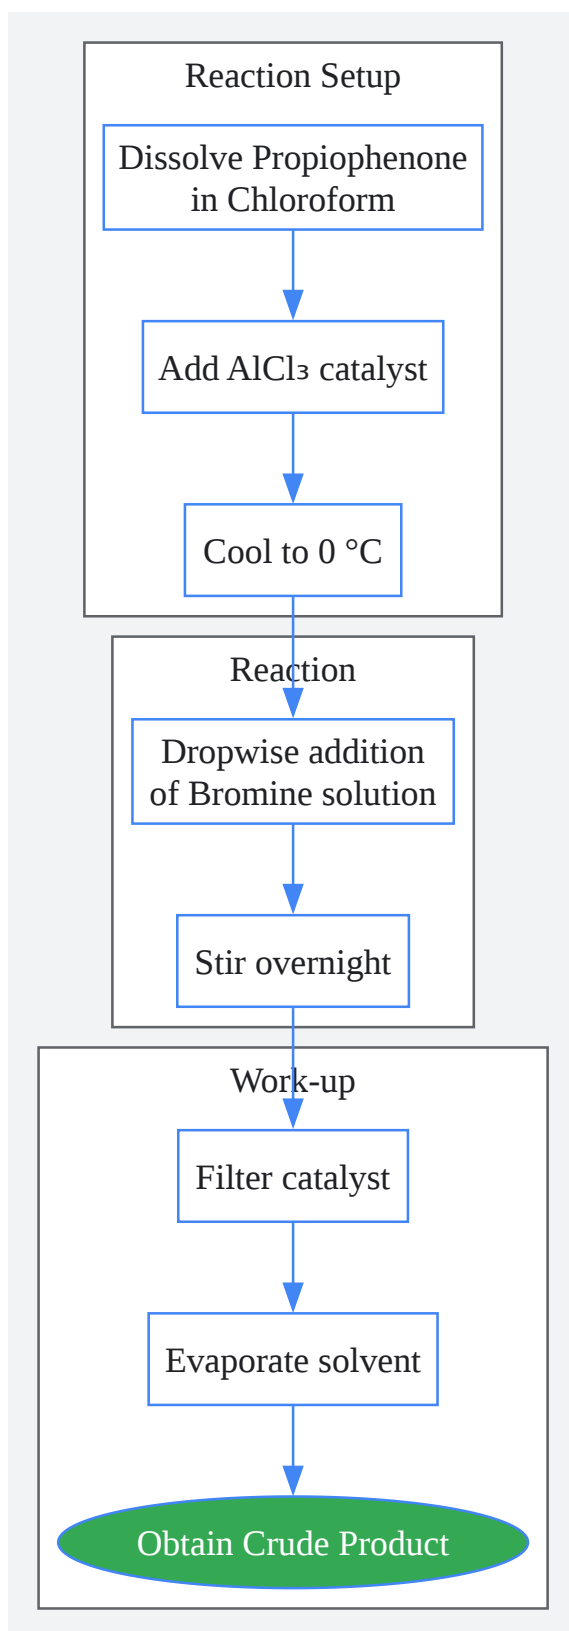 Reaction Setup
Dissolve Propiophenone
in Chloroform
Add AlCl₃ catalyst
Cool to 0 °C
Reaction
Dropwise addition
of Bromine solution
Stir overnight
Work-up
Filter catalyst
Evaporate solvent
Obtain Crude Product